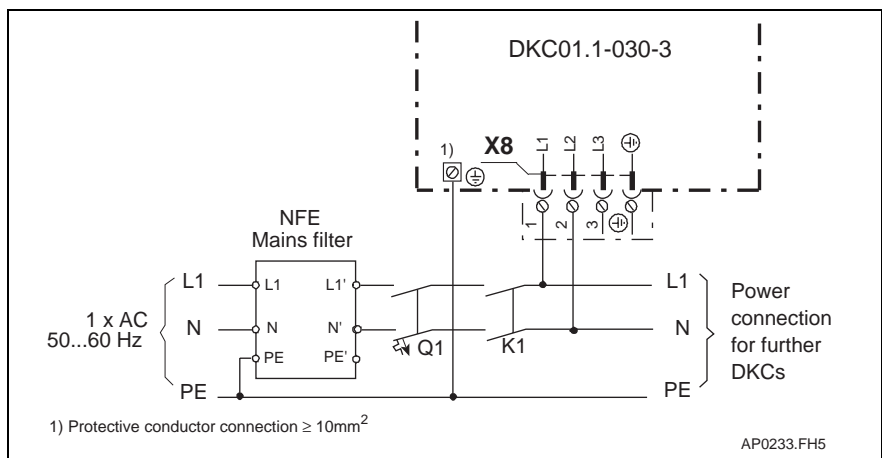 DKC01.1-030-3
1)
X8
L1
L2
L3
1
2
3
NFE
Mains filter
L1
L1
L1'
L1
1 x AC
50...60 Hz
N
N
N'
Q1
K1
N
PE
PE'
PE
PE
Power
connection
for further
DKCs
1) Protective conductor connection ≥ 10mm2
AP0233.FH5